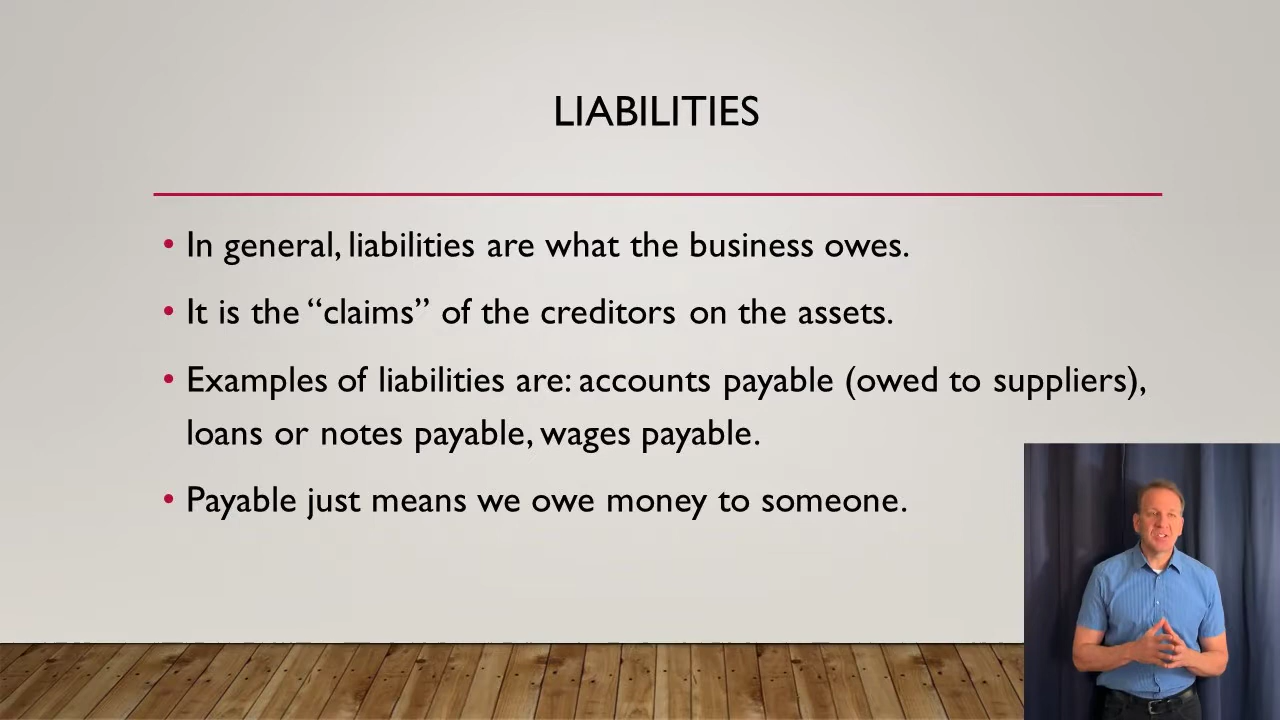 LIABILITIES
• In general, liabilities are what the business owes.
• It is the “claims” of the creditors on the assets.
• Examples of liabilities are: accounts payable (owed to suppliers),
loans or notes payable, wages payable.
• Payable just means we owe money to someone.